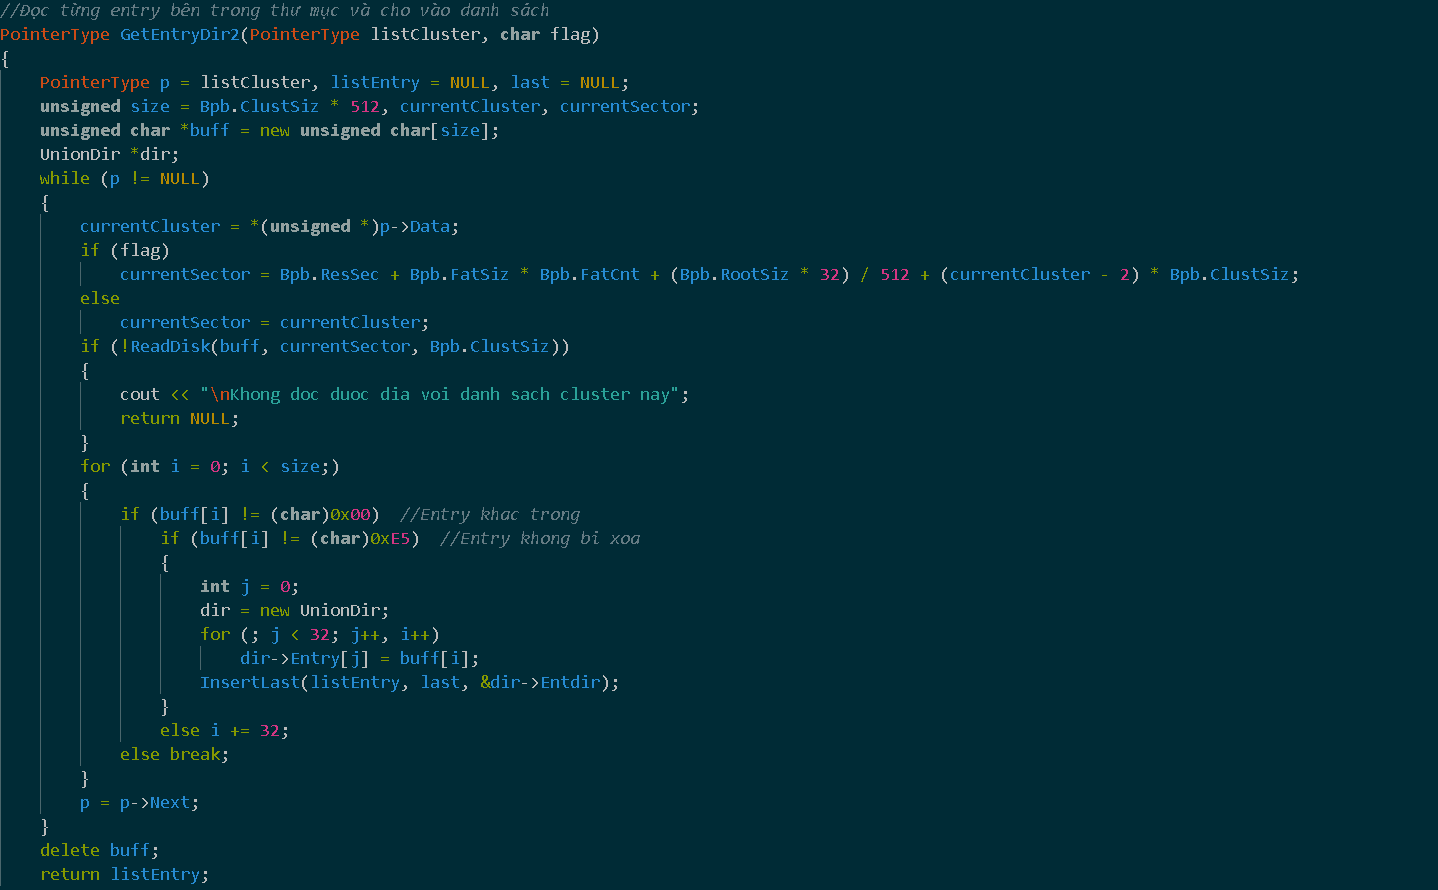 //Đọc từng entry bên trong thư mục và cho vào danh sách
PointerType GetEntryDir2(PointerType listCluster, char flag)
{
    PointerType p = listCluster, listEntry = NULL, last = NULL;
    unsigned size = Bpb.ClustSiz * 512, currentCluster, currentSector;
    unsigned char *buff = new unsigned char[size];
    UnionDir *dir;
    while (p != NULL)
    {
        currentCluster = *(unsigned *)p->Data;
        if (flag)
            currentSector = Bpb.ResSec + Bpb.FatSiz * Bpb.FatCnt + (Bpb.RootSiz * 32) / 512 + (currentCluster - 2) * Bpb.ClustSiz;
        else
            currentSector = currentCluster;
        if (!ReadDisk(buff, currentSector, Bpb.ClustSiz))
        {
            cout << "\nKhong doc duoc dia voi danh sach cluster nay";
            return NULL;
        }
        for (int i = 0; i < size;)
        {
            if (buff[i] != (char)0x00)  //Entry khac trong
                if (buff[i] != (char)0xE5)  //Entry khong bi xoa
                {
                    int j = 0;
                    dir = new UnionDir;
                    for (; j < 32; j++, i++)
                        dir->Entry[j] = buff[i];
                    InsertLast(listEntry, last, &dir->Entdir);
                }
                else i += 32;
            else break;
        }
        p = p->Next;
    }
    delete buff;
    return listEntry;